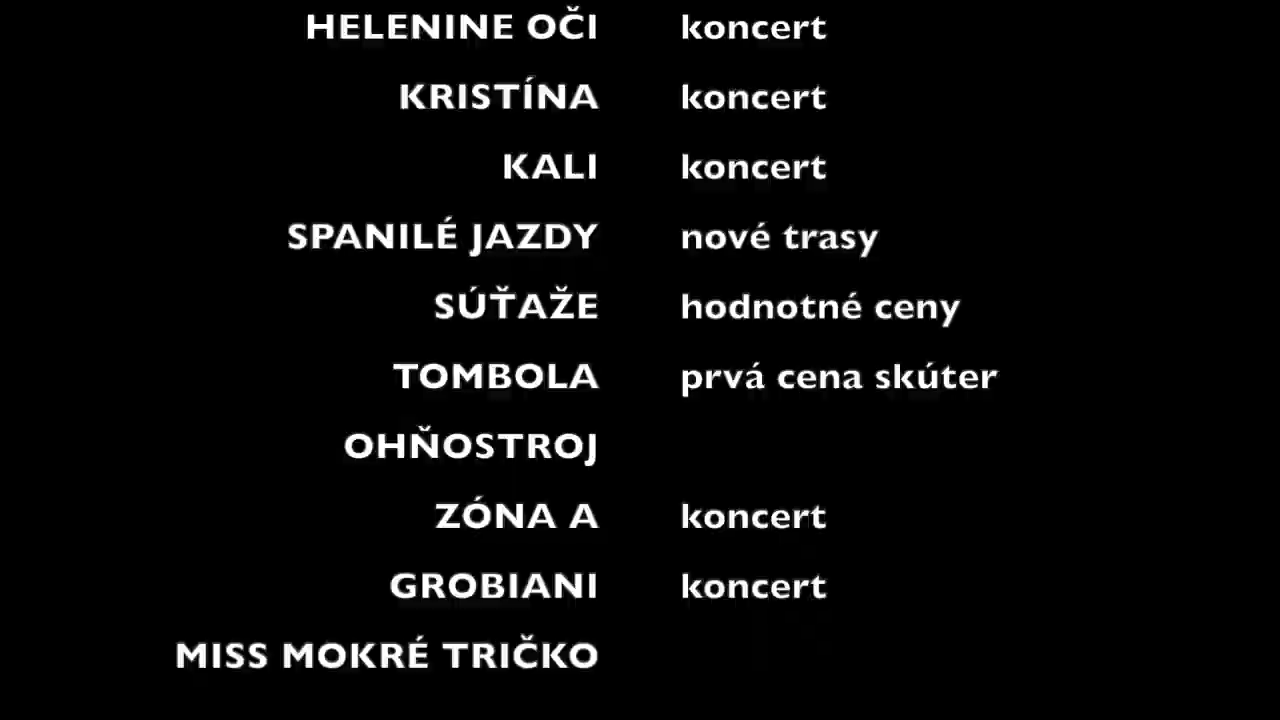 HELENINE OČI koncert
KRISTÍNA koncert
KALI koncert
SPANILÉ JAZDY nové trasy
SÚŤAŽE hodnotné ceny
TOMBOLA prvá cena skúter
OHŇOSTROJ
ZÓNA A koncert
GROBIANI koncert
MISS MOKRÉ TRIČKO